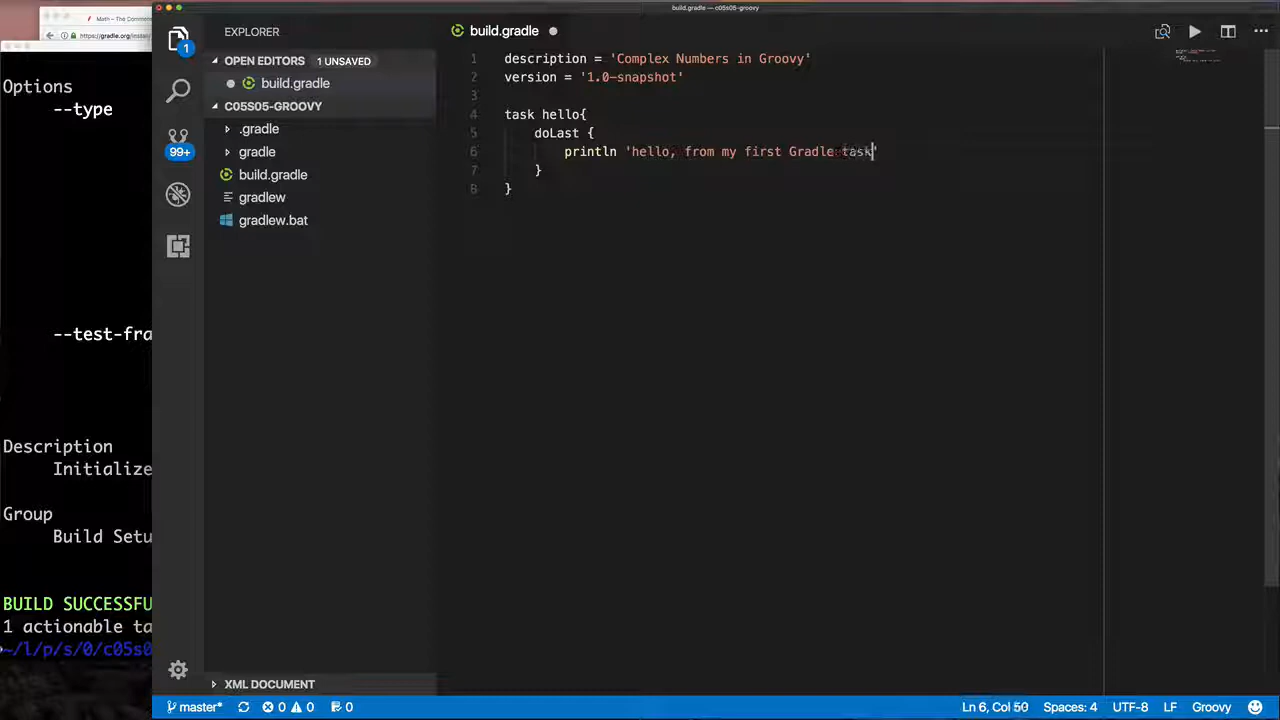 build.gradle — c05s05-groovy
Math – The Commons
https://gradle.org/install/
Options
--type
--test-fra
Description
Initialize
Group
Build Setu
BUILD SUCCESSFU
1 actionable ta
~/l/p/s/0/c05s0
1
99+
EXPLORER
OPEN EDITORS 1 UNSAVED
build.gradle
C05S05-GROOVY
.gradle
gradle
build.gradle
gradlew
gradlew.bat
XML DOCUMENT
build.gradle
1 description = 'Complex Numbers in Groovy'
2 version = '1.0-snapshot'
3
4 task hello{
5 doLast {
6 println 'hello, from my first Gradle task'
7 }
8 }
master* 0 0 0 Ln 6, Col 50 Spaces: 4 UTF-8 LF Groovy